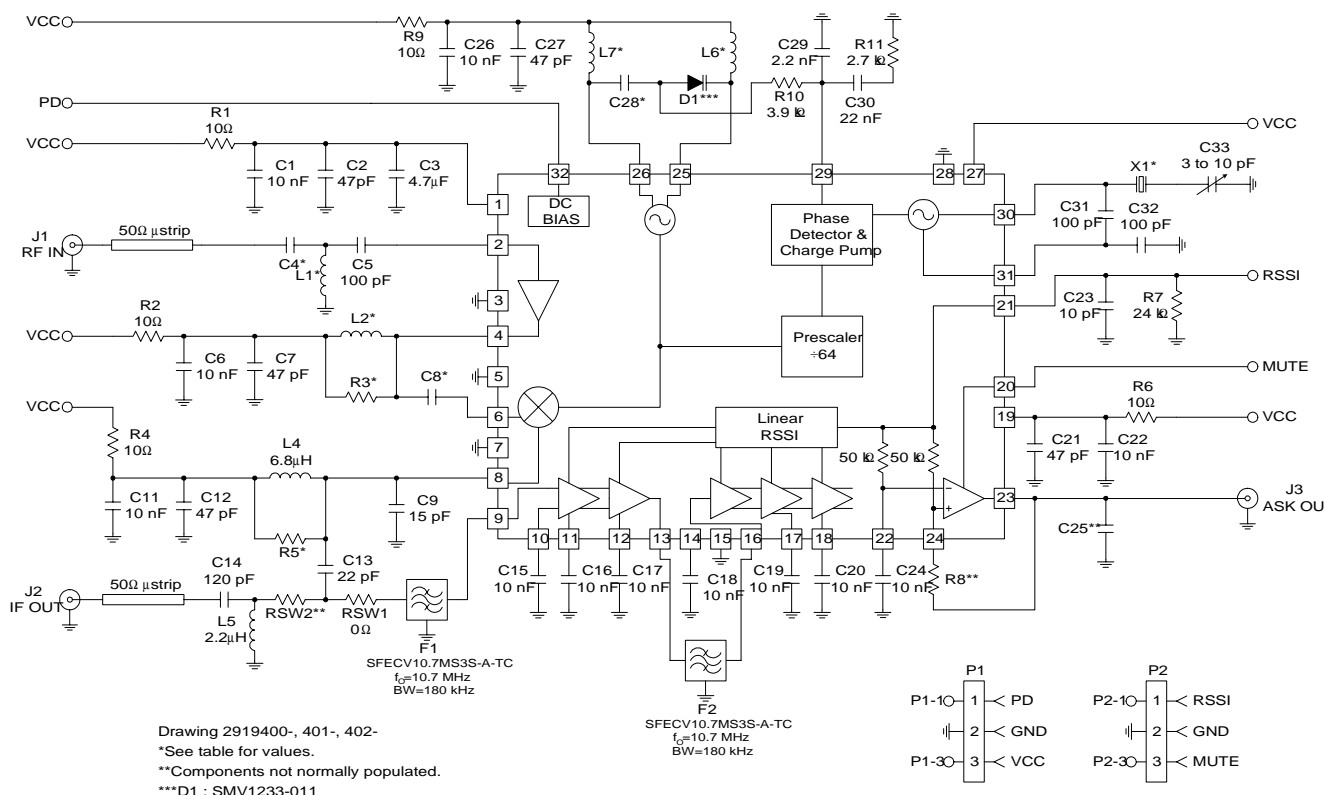 VCC
R9
10Ω
C26
10 nF
C27
47 pF
L7*
L6*
C28*
D1***
C29
2.2 nF
R11
2.7 kΩ
R10
3.9 kΩ
C30
22 nF
PD
VCC
R1
10Ω
C1
10 nF
C2
47pF
C3
4.7µF
1
32
DC
BIAS
26
25
29
28
27
VCC
X1*
C33
3 to 10 pF
30
C31
100 pF
C32
100 pF
31
Phase
Detector &
Charge Pump
J1
RF IN
50Ω µstrip
C4*
L1*
C5
100 pF
2
3
RSSI
21
C23
10 pF
R7
24 kΩ
VCC
R2
10Ω
C6
10 nF
C7
47 pF
L2*
R3*
C8*
4
5
6
7
Prescaler
÷64
MUTE
20
19
R6
10Ω
VCC
C21
47 pF
C22
10 nF
VCC
R4
10Ω
L4
6.8µH
C11
10 nF
C12
47 pF
C9
15 pF
8
9
R5*
Linear
RSSI
50 kΩ
50 kΩ
−
+
23
J3
ASK OU
C25**
10
11
12
13
14
15
16
17
18
22
24
C15
10 nF
C16
10 nF
C17
10 nF
C18
10 nF
C19
10 nF
C20
10 nF
C24
10 nF
R8**
J2
IF OUT
50Ω µstrip
C14
120 pF
L5
2.2µH
RSW2**
C13
22 pF
RSW1
0Ω
F1
SFECV10.7MS3S-A-TC
fO=10.7 MHz
BW=180 kHz
F2
SFECV10.7MS3S-A-TC
fO=10.7 MHz
BW=180 kHz
P1
P1-1 1 PD
2 GND
P1-3 3 VCC
P2
P2-1 1 RSSI
2 GND
P2-3 3 MUTE
Drawing 2919400-, 401-, 402-
*See table for values.
**Components not normally populated.
***D1 : SMV1233-011